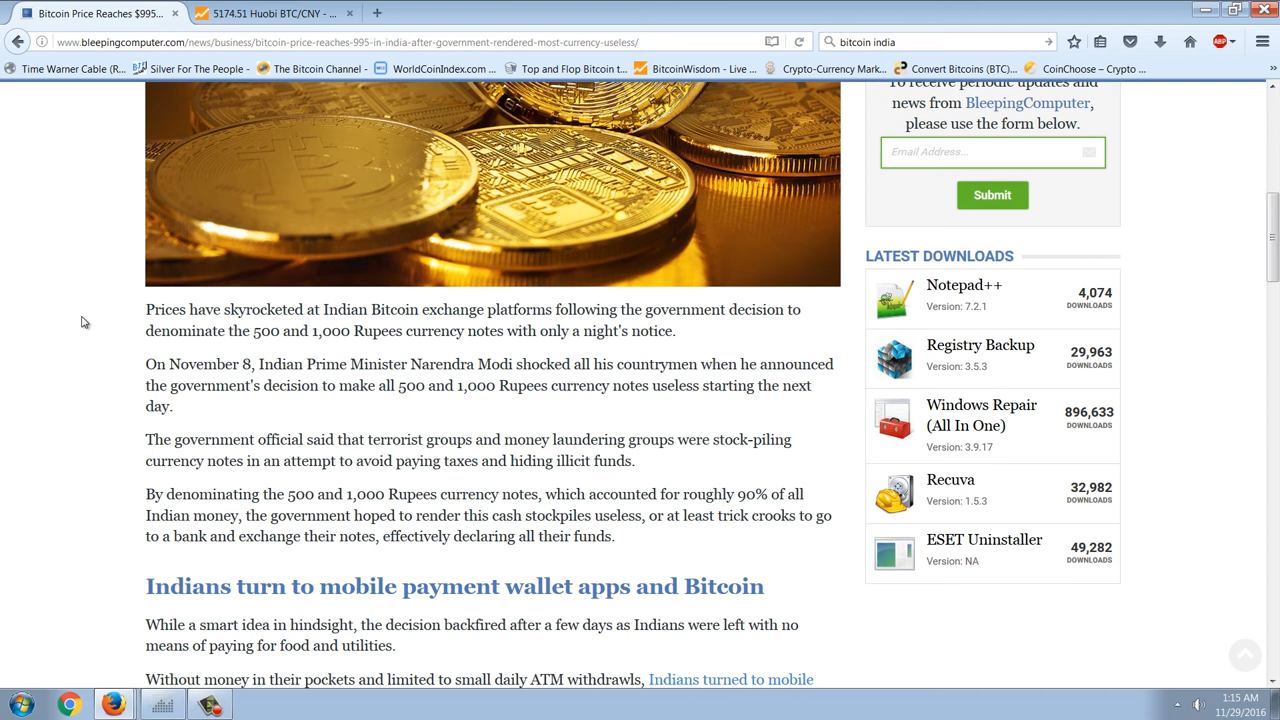 Bitcoin Price Reaches $995...
5174.51 Huobi BTC/CNY - ...
www.bleepingcomputer.com/news/business/bitcoin-price-reaches-995-in-india-after-government-rendered-most-currency-useless/
bitcoin india
ABP
Time Warner Cable (R...
Silver For The People - ...
The Bitcoin Channel - ...
WorldCoinIndex.com ...
Top and Flop Bitcoin t...
BitcoinWisdom - Live ...
Crypto-Currency Mark...
Convert Bitcoins (BTC)...
CoinChoose – Crypto ...
To receive periodic updates and
news from BleepingComputer,
please use the form below.
Email Address...
Submit
LATEST DOWNLOADS
Notepad++
Version: 7.2.1
4,074
DOWNLOADS
Registry Backup
Version: 3.5.3
29,963
DOWNLOADS
Windows Repair
(All In One)
Version: 3.9.17
896,633
DOWNLOADS
Recuva
Version: 1.5.3
32,982
DOWNLOADS
ESET Uninstaller
Version: NA
49,282
DOWNLOADS
Prices have skyrocketed at Indian Bitcoin exchange platforms following the government decision to
denominate the 500 and 1,000 Rupees currency notes with only a night's notice.
On November 8, Indian Prime Minister Narendra Modi shocked all his countrymen when he announced
the government's decision to make all 500 and 1,000 Rupees currency notes useless starting the next
day.
The government official said that terrorist groups and money laundering groups were stock-piling
currency notes in an attempt to avoid paying taxes and hiding illicit funds.
By denominating the 500 and 1,000 Rupees currency notes, which accounted for roughly 90% of all
Indian money, the government hoped to render this cash stockpiles useless, or at least trick crooks to go
to a bank and exchange their notes, effectively declaring all their funds.
Indians turn to mobile payment wallet apps and Bitcoin
While a smart idea in hindsight, the decision backfired after a few days as Indians were left with no
means of paying for food and utilities.
Without money in their pockets and limited to small daily ATM withdrawls, Indians turned to mobile
1:15 AM
11/29/2016